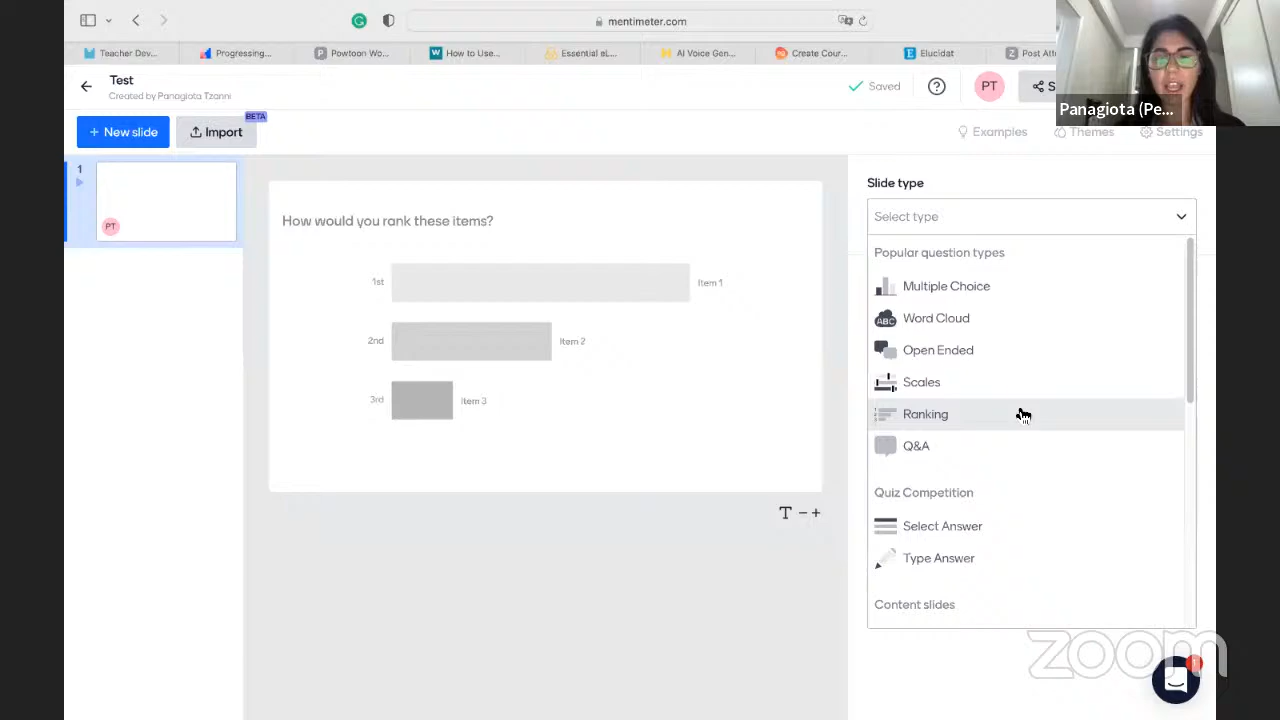 mentimeter.com
Teacher Dev...
Progressing...
Powtoon Wo...
How to Use...
Essential eL...
AI Voice Gen...
Create Cour...
Elucidat
Post Att
Test
Created by Panagiota Tzanni
Saved
PT
S
Panagiota (Pe...
+ New slide
Import
BETA
Examples
Themes
Settings
1
PT
How would you rank these items?
1st
Item 1
2nd
Item 2
3rd
Item 3
T − +
Slide type
Select type
Popular question types
Multiple Choice
ABC
Word Cloud
Open Ended
Scales
Ranking
Q&A
Quiz Competition
Select Answer
Type Answer
Content slides
zoom